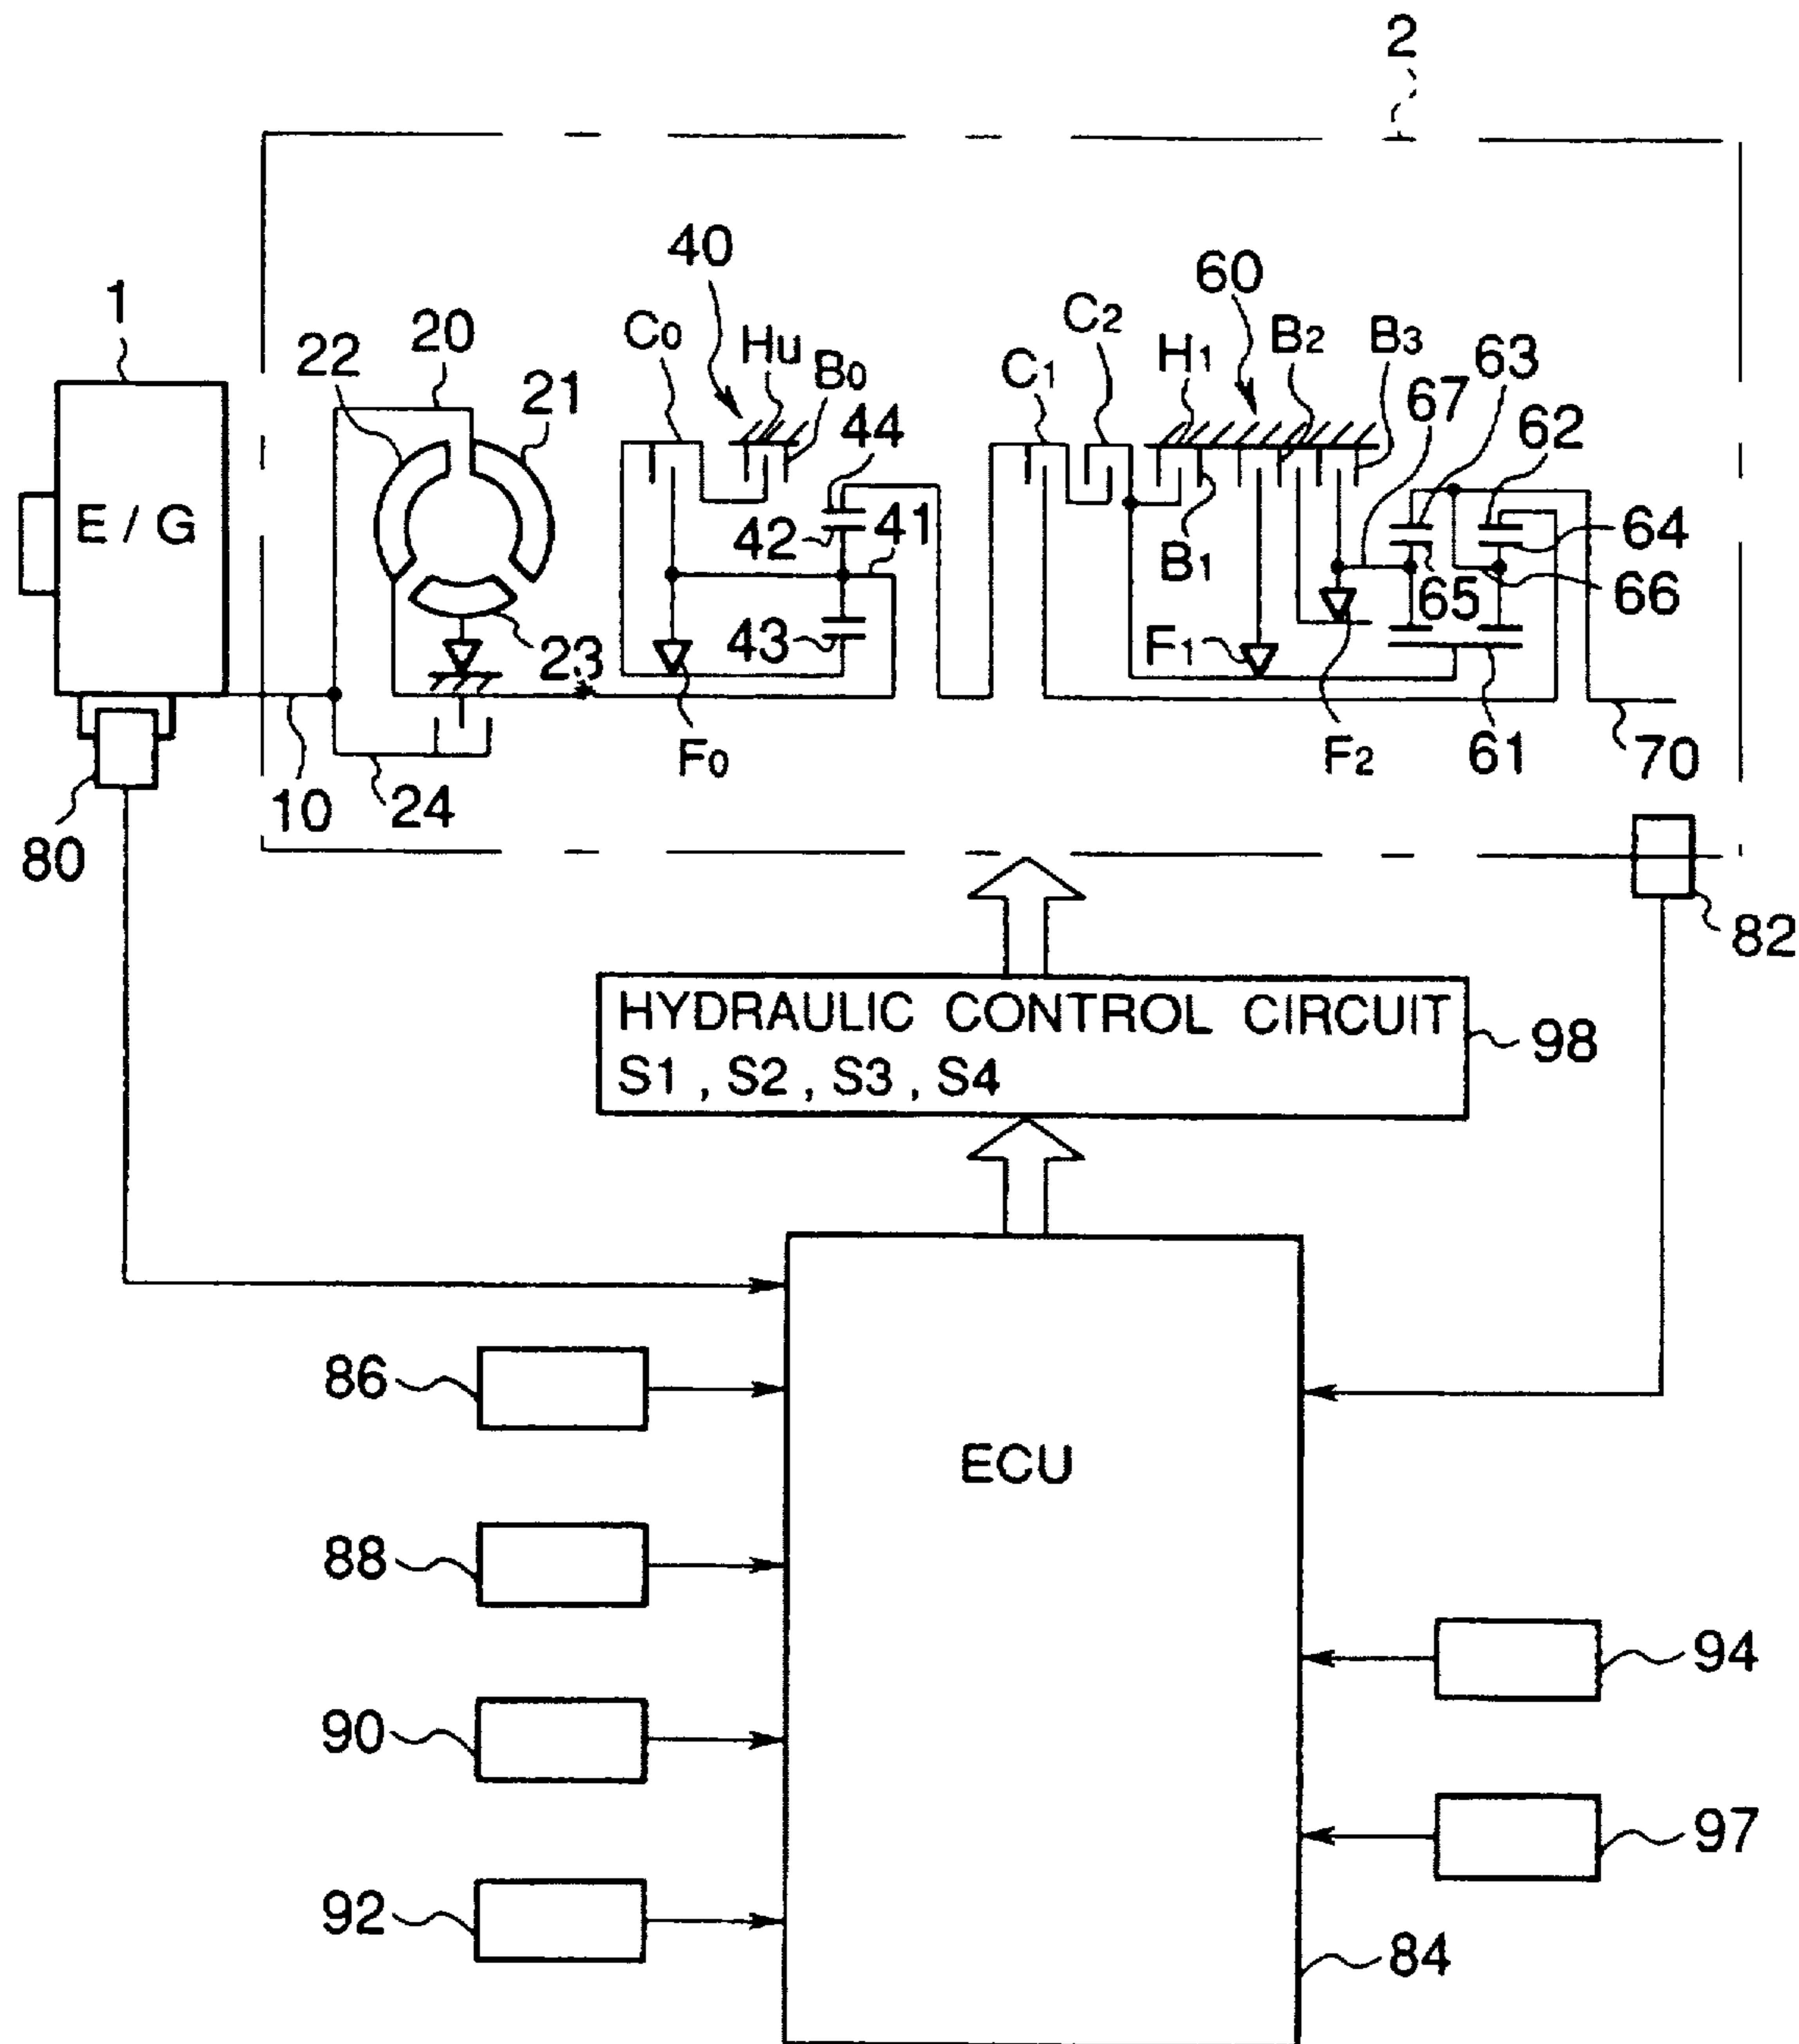 2
1
22
20
21
C0
40
Hu
B0
44
C1
C2
H1
60
B2
B3
67
63
62
E / G
42
41
B1
65
64
66
23
43
F1
F0
F2
61
70
80
10
24
82
HYDRAULIC CONTROL CIRCUIT
S1 , S2 , S3 , S4
98
86
88
90
92
ECU
94
97
84